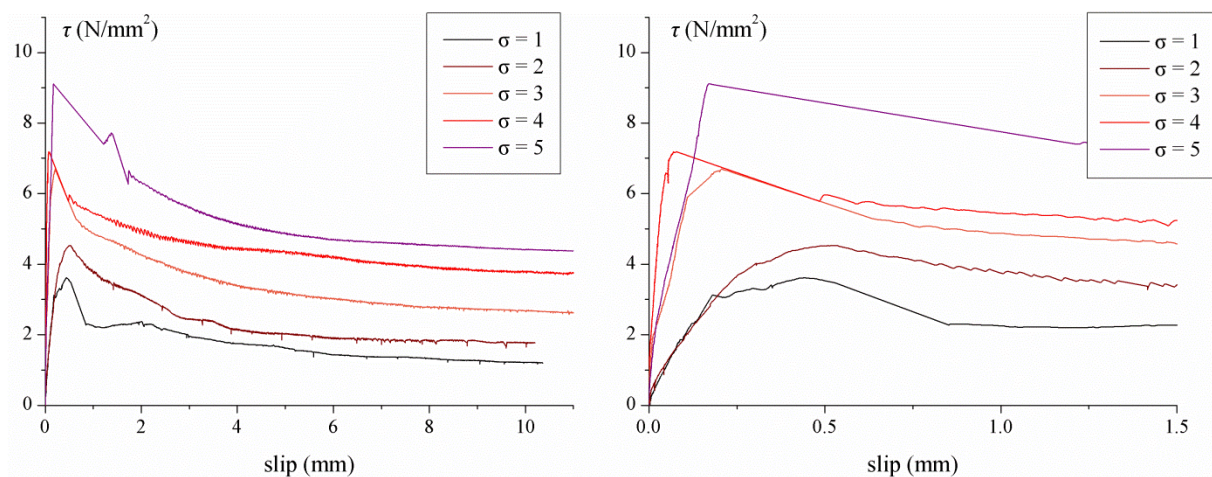 τ (N/mm²)
10
8
6
4
2
0
0
2
4
6
8
10
slip (mm)
σ = 1
σ = 2
σ = 3
σ = 4
σ = 5
τ (N/mm²)
10
8
6
4
2
0
0.0
0.5
1.0
1.5
slip (mm)
σ = 1
σ = 2
σ = 3
σ = 4
σ = 5